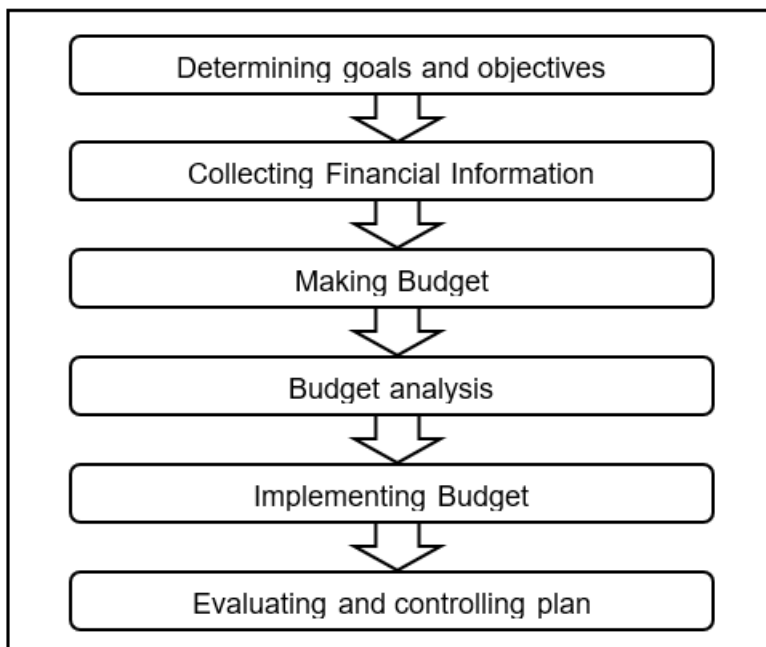 Determining goals and objectives
Collecting Financial Information
Making Budget
Budget analysis
Implementing Budget
Evaluating and controlling plan